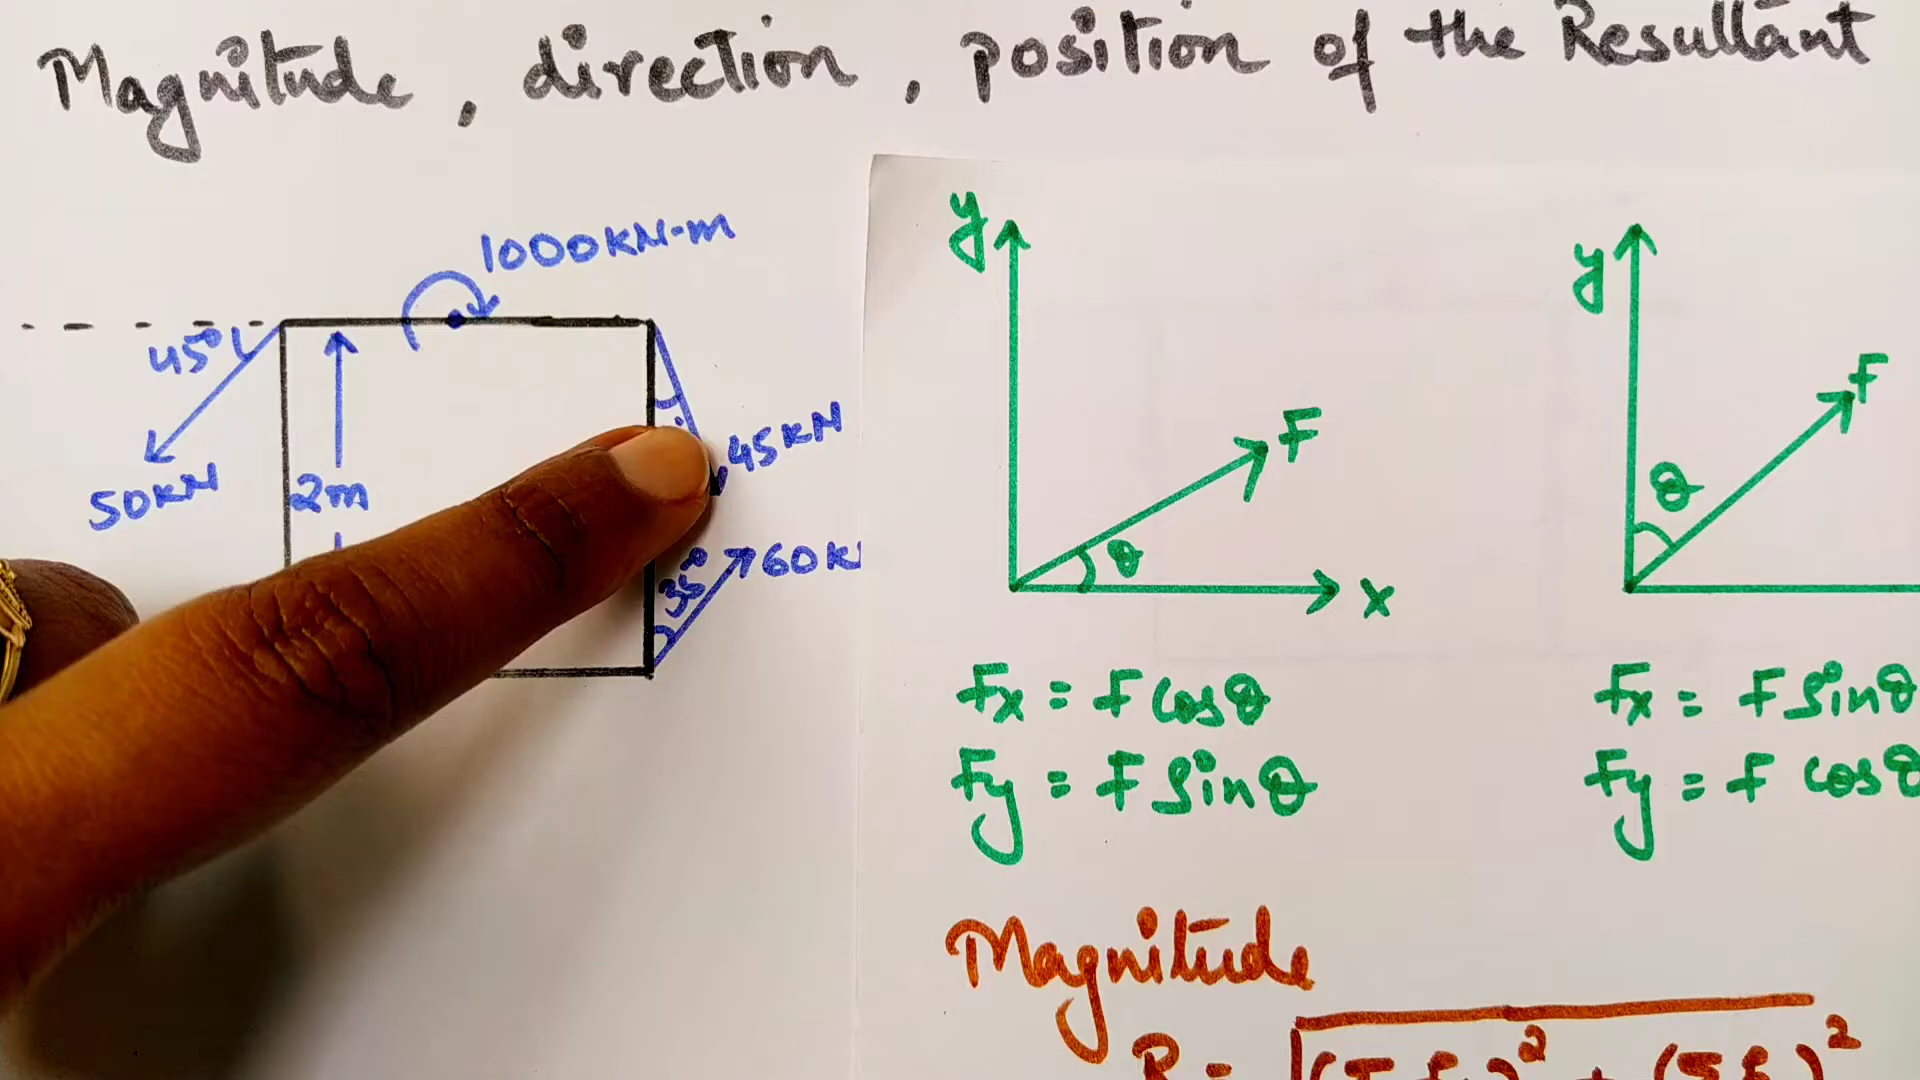 Magnitude, direction, position of the Resultant
1000KN.m
45°
50KN
2m
45KN
35°
60K
y
F
θ
x
Fx = F cosθ
Fy = F sinθ
y
F
θ
Fx = F sinθ
Fy = F cosθ
Magnitude